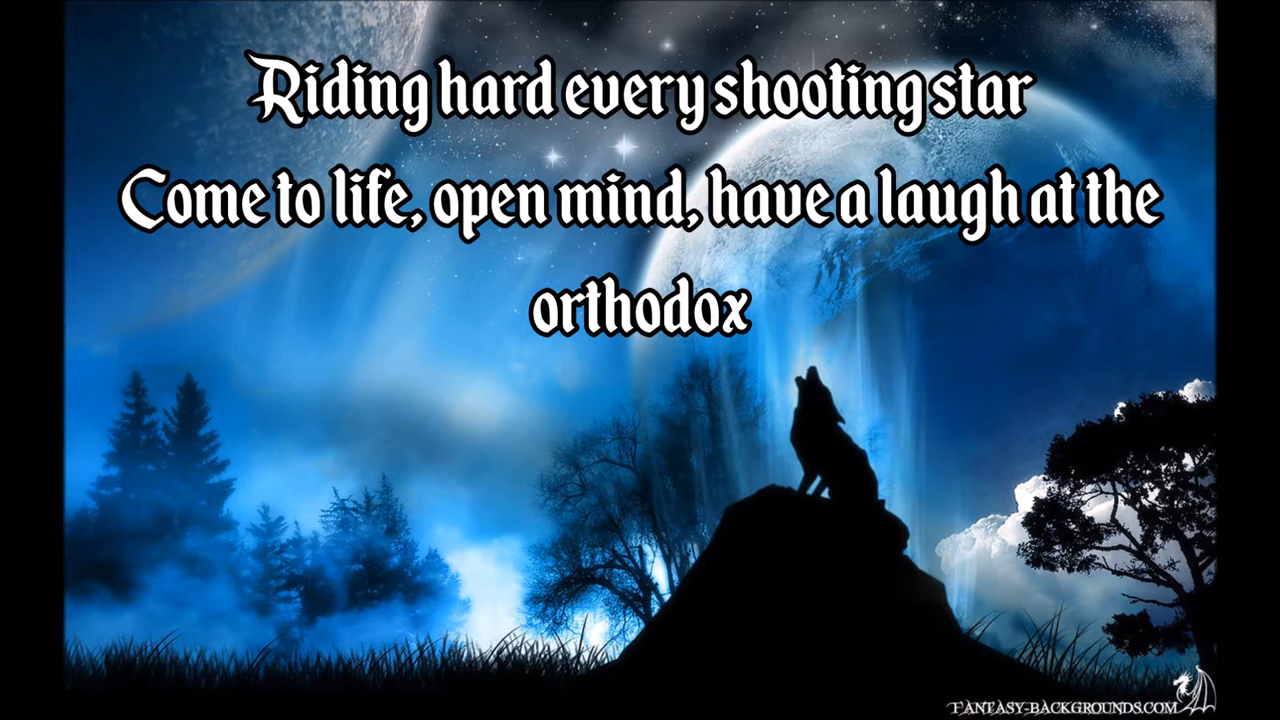 Riding hard every shooting star
Come to life, open mind, have a laugh at the
orthodox
FANTASY-BACKGROUNDS.COM